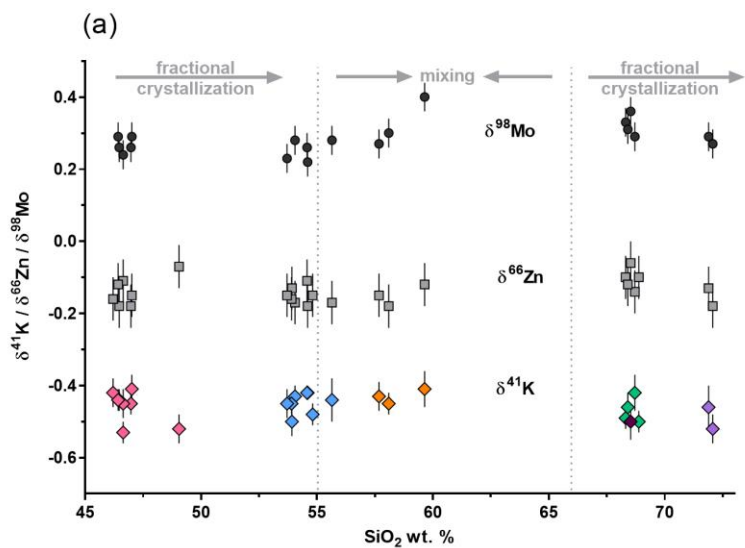 (a)
fractional
crystallization
mixing
fractional
crystallization
0.4
δ⁹⁸Mo
0.2
0.0
δ⁶⁶Zn
-0.2
δ⁴¹K
-0.4
-0.6
δ⁴¹K / δ⁶⁶Zn / δ⁹⁸Mo
45 50 55 60 65 70
SiO₂ wt. %